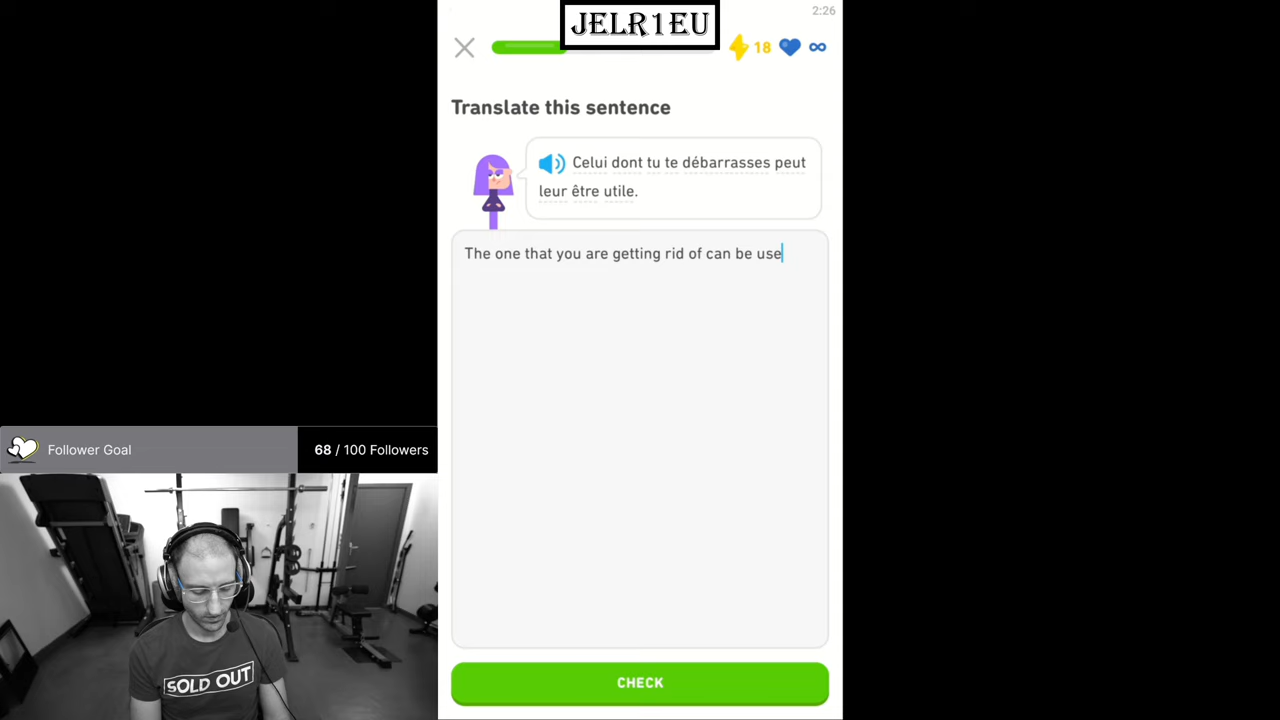 JELR1EU
2:26
18
Translate this sentence
Celui dont tu te débarrasses peut
leur être utile.
The one that you are getting rid of can be use
Follower Goal
68 / 100 Followers
SOLD OUT
CHECK